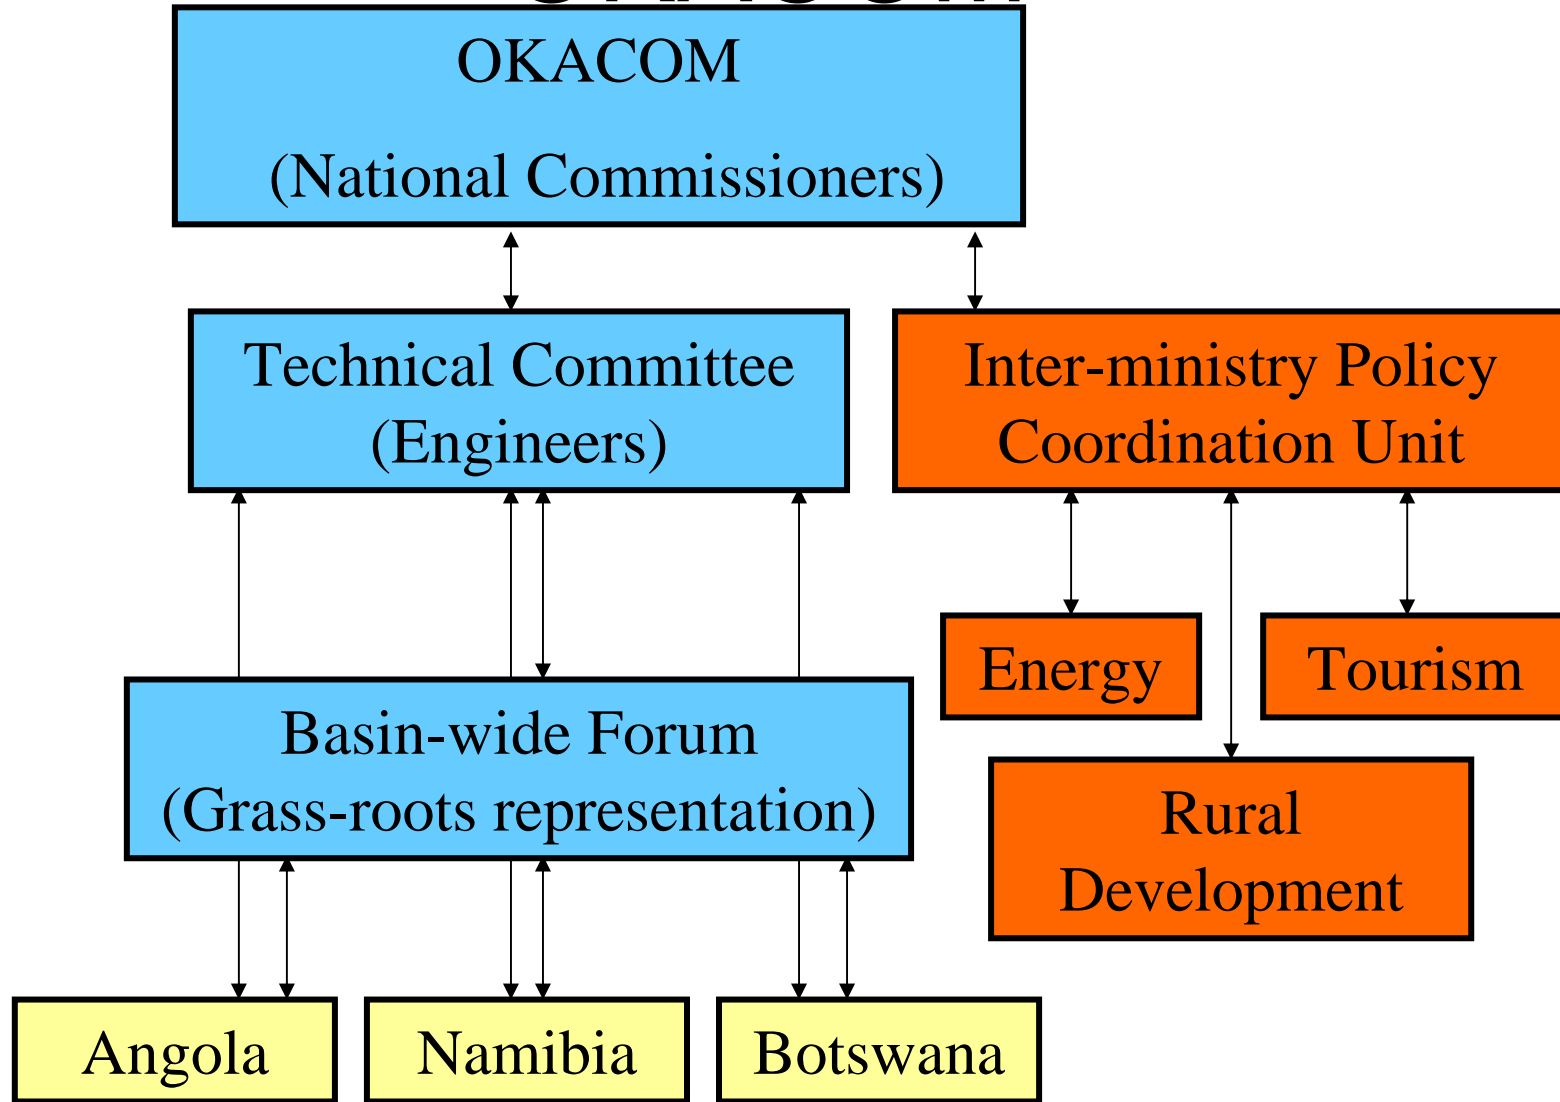 OKACOM
(National Commissioners)
Technical Committee
(Engineers)
Inter-ministry Policy
Coordination Unit
Energy
Tourism
Basin-wide Forum
(Grass-roots representation)
Rural
Development
Angola
Namibia
Botswana